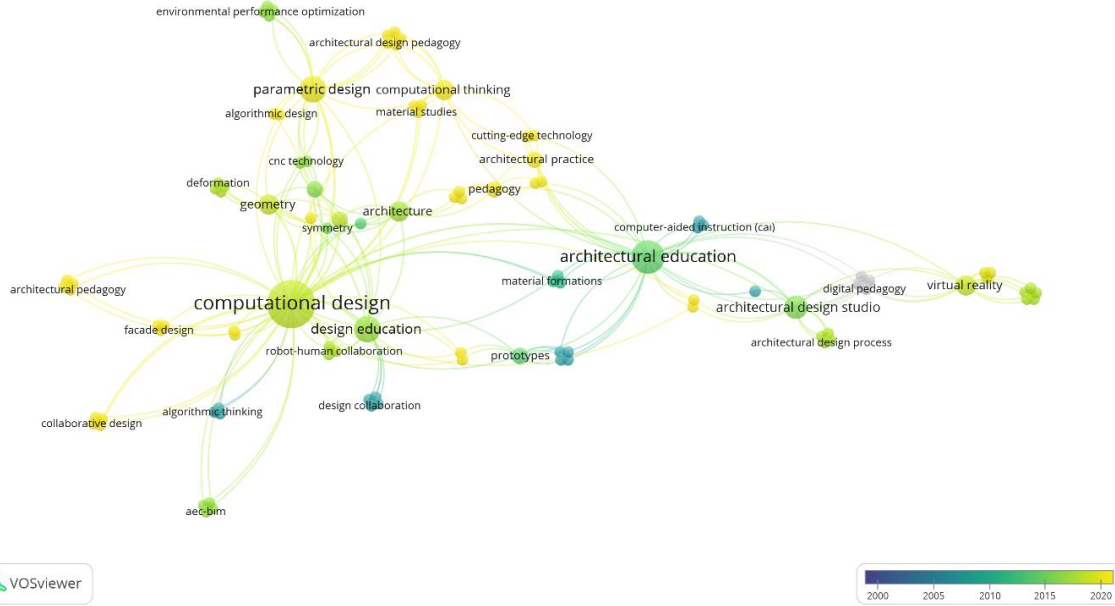 environmental performance optimization
architectural design pedagogy
parametric design
computational thinking
algorithmic design
material studies
cutting-edge technology
cnc technology
architectural practice
deformation
pedagogy
geometry
architecture
symmetry
computer-aided instruction (cai)
architectural education
material formations
architectural pedagogy
digital pedagogy
virtual reality
computational design
architectural design studio
facade design
design education
architectural design process
robot-human collaboration
prototypes
algorithmic thinking
design collaboration
collaborative design
aec-bim
VOSviewer
2000 2005 2010 2015 2020